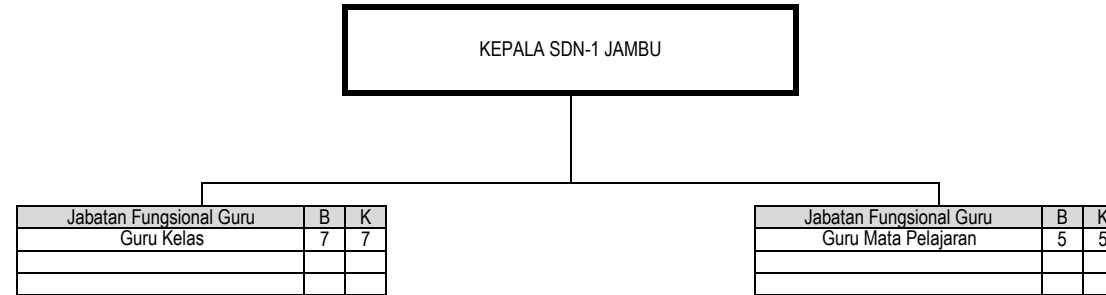 KEPALA SDN-1 JAMBU
Jabatan Fungsional Guru B K
Guru Kelas 7 7
Jabatan Fungsional Guru B K
Guru Mata Pelajaran 5 5